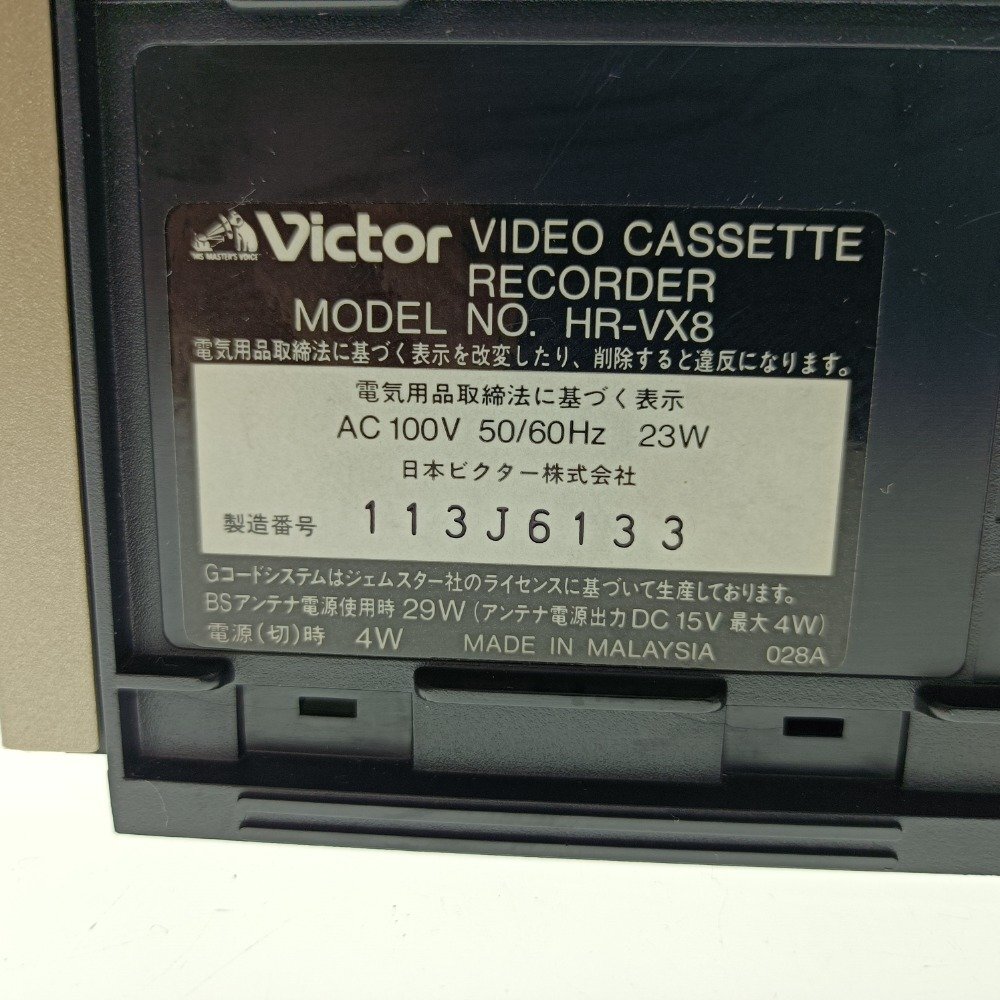 HIS MASTER'S VOICE
Victor VIDEO CASSETTE
RECORDER
MODEL NO. HR-VX8
電気用品取締法に基づく表示を改変したり、削除すると違反になります。
電気用品取締法に基づく表示
AC 100V 50/60Hz 23W
日本ビクター株式会社
製造番号 113J6133
Gコードシステムはジェムスター社のライセンスに基づいて生産しております。
BSアンテナ電源使用時 29W (アンテナ電源出力 DC 15V 最大 4W)
電源(切)時 4W MADE IN MALAYSIA 028A